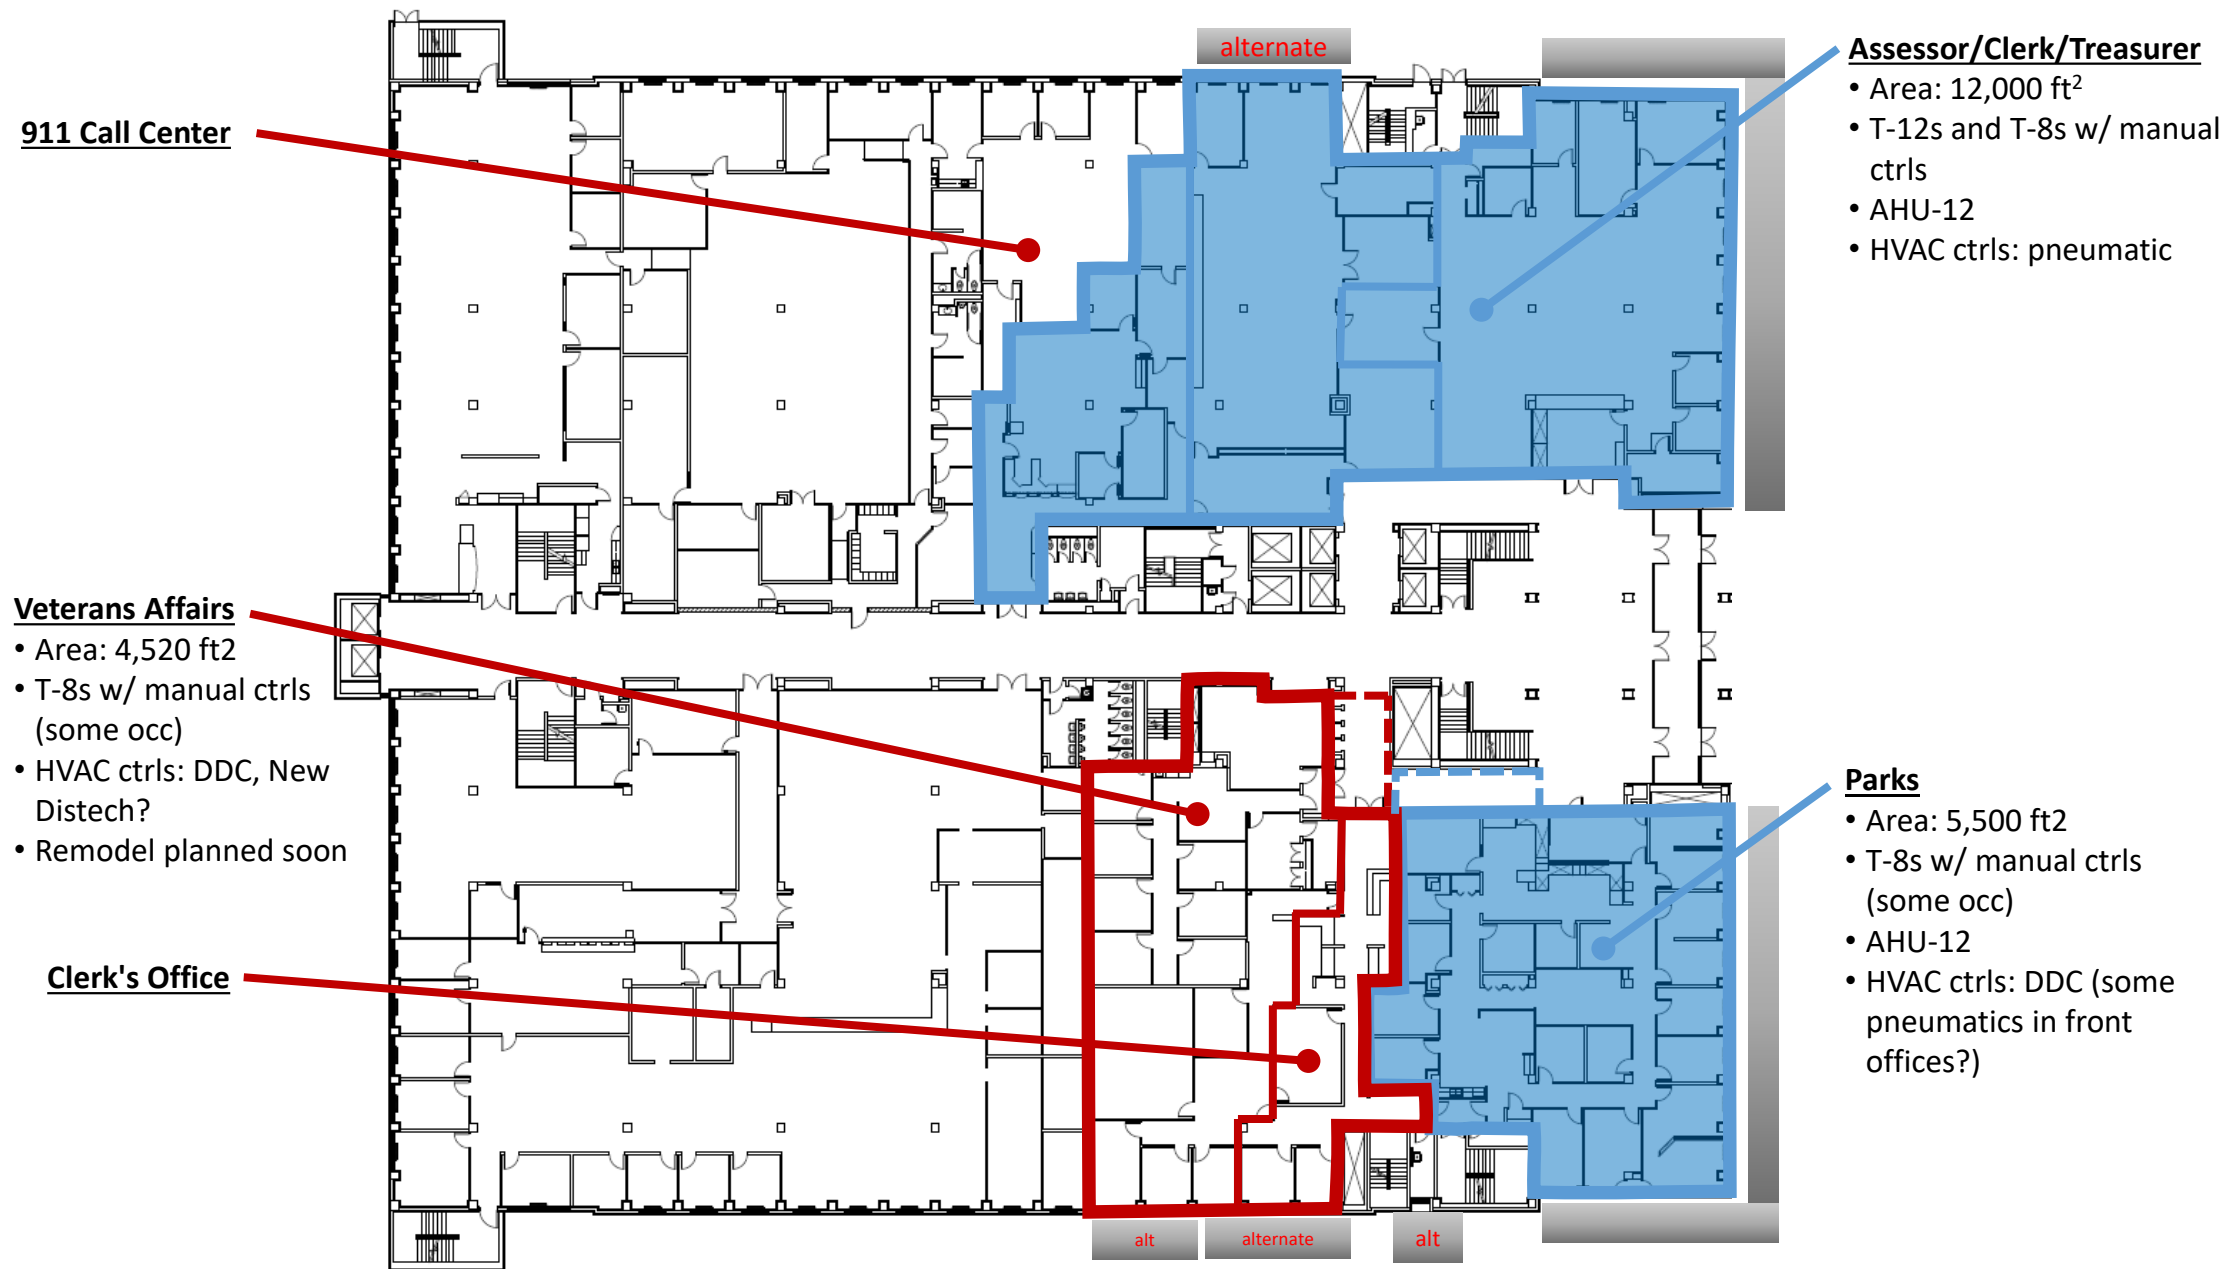 alternate
911 Call Center
Assessor/Clerk/Treasurer
• Area: 12,000 ft²
• T-12s and T-8s w/ manual
ctrls
• AHU-12
• HVAC ctrls: pneumatic
Veterans Affairs
• Area: 4,520 ft2
• T-8s w/ manual ctrls
(some occ)
• HVAC ctrls: DDC, New
Distech?
• Remodel planned soon
Clerk's Office
Parks
• Area: 5,500 ft2
• T-8s w/ manual ctrls
(some occ)
• AHU-12
• HVAC ctrls: DDC (some
pneumatics in front
offices?)
alt
alternate
alt